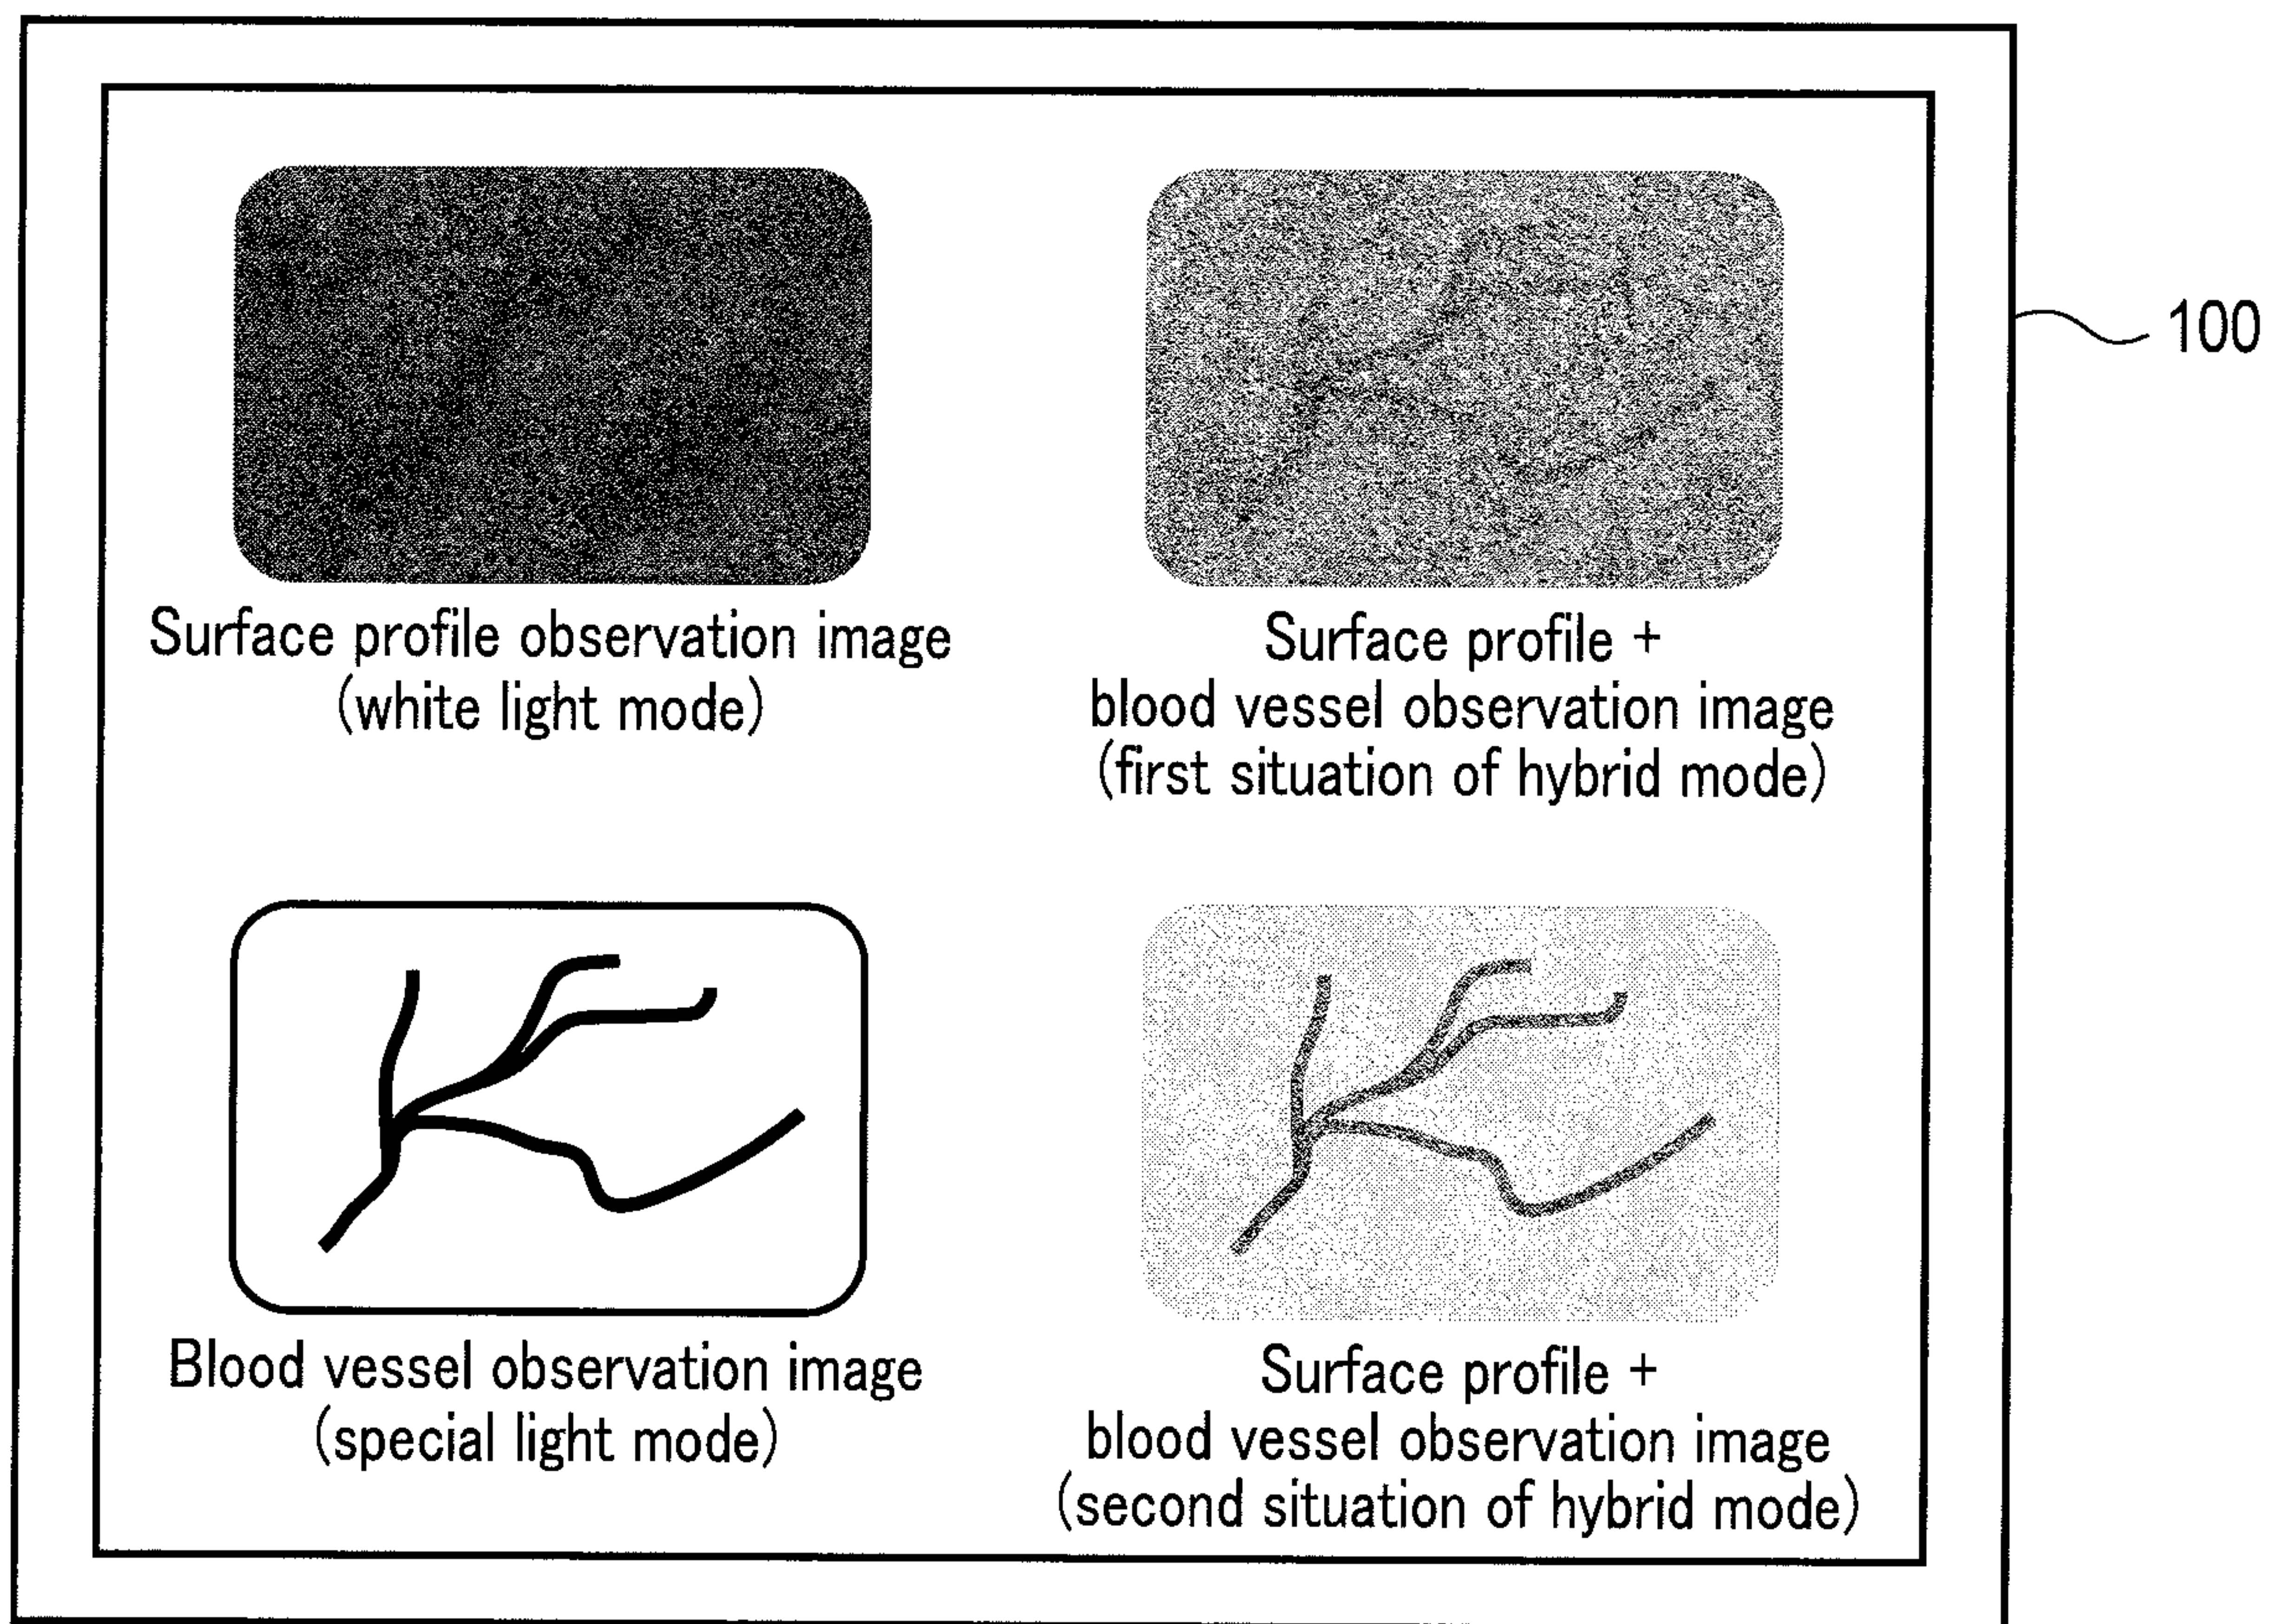 Surface profile observation image
(white light mode)
Surface profile +
blood vessel observation image
(first situation of hybrid mode)
100
Blood vessel observation image
(special light mode)
Surface profile +
blood vessel observation image
(second situation of hybrid mode)